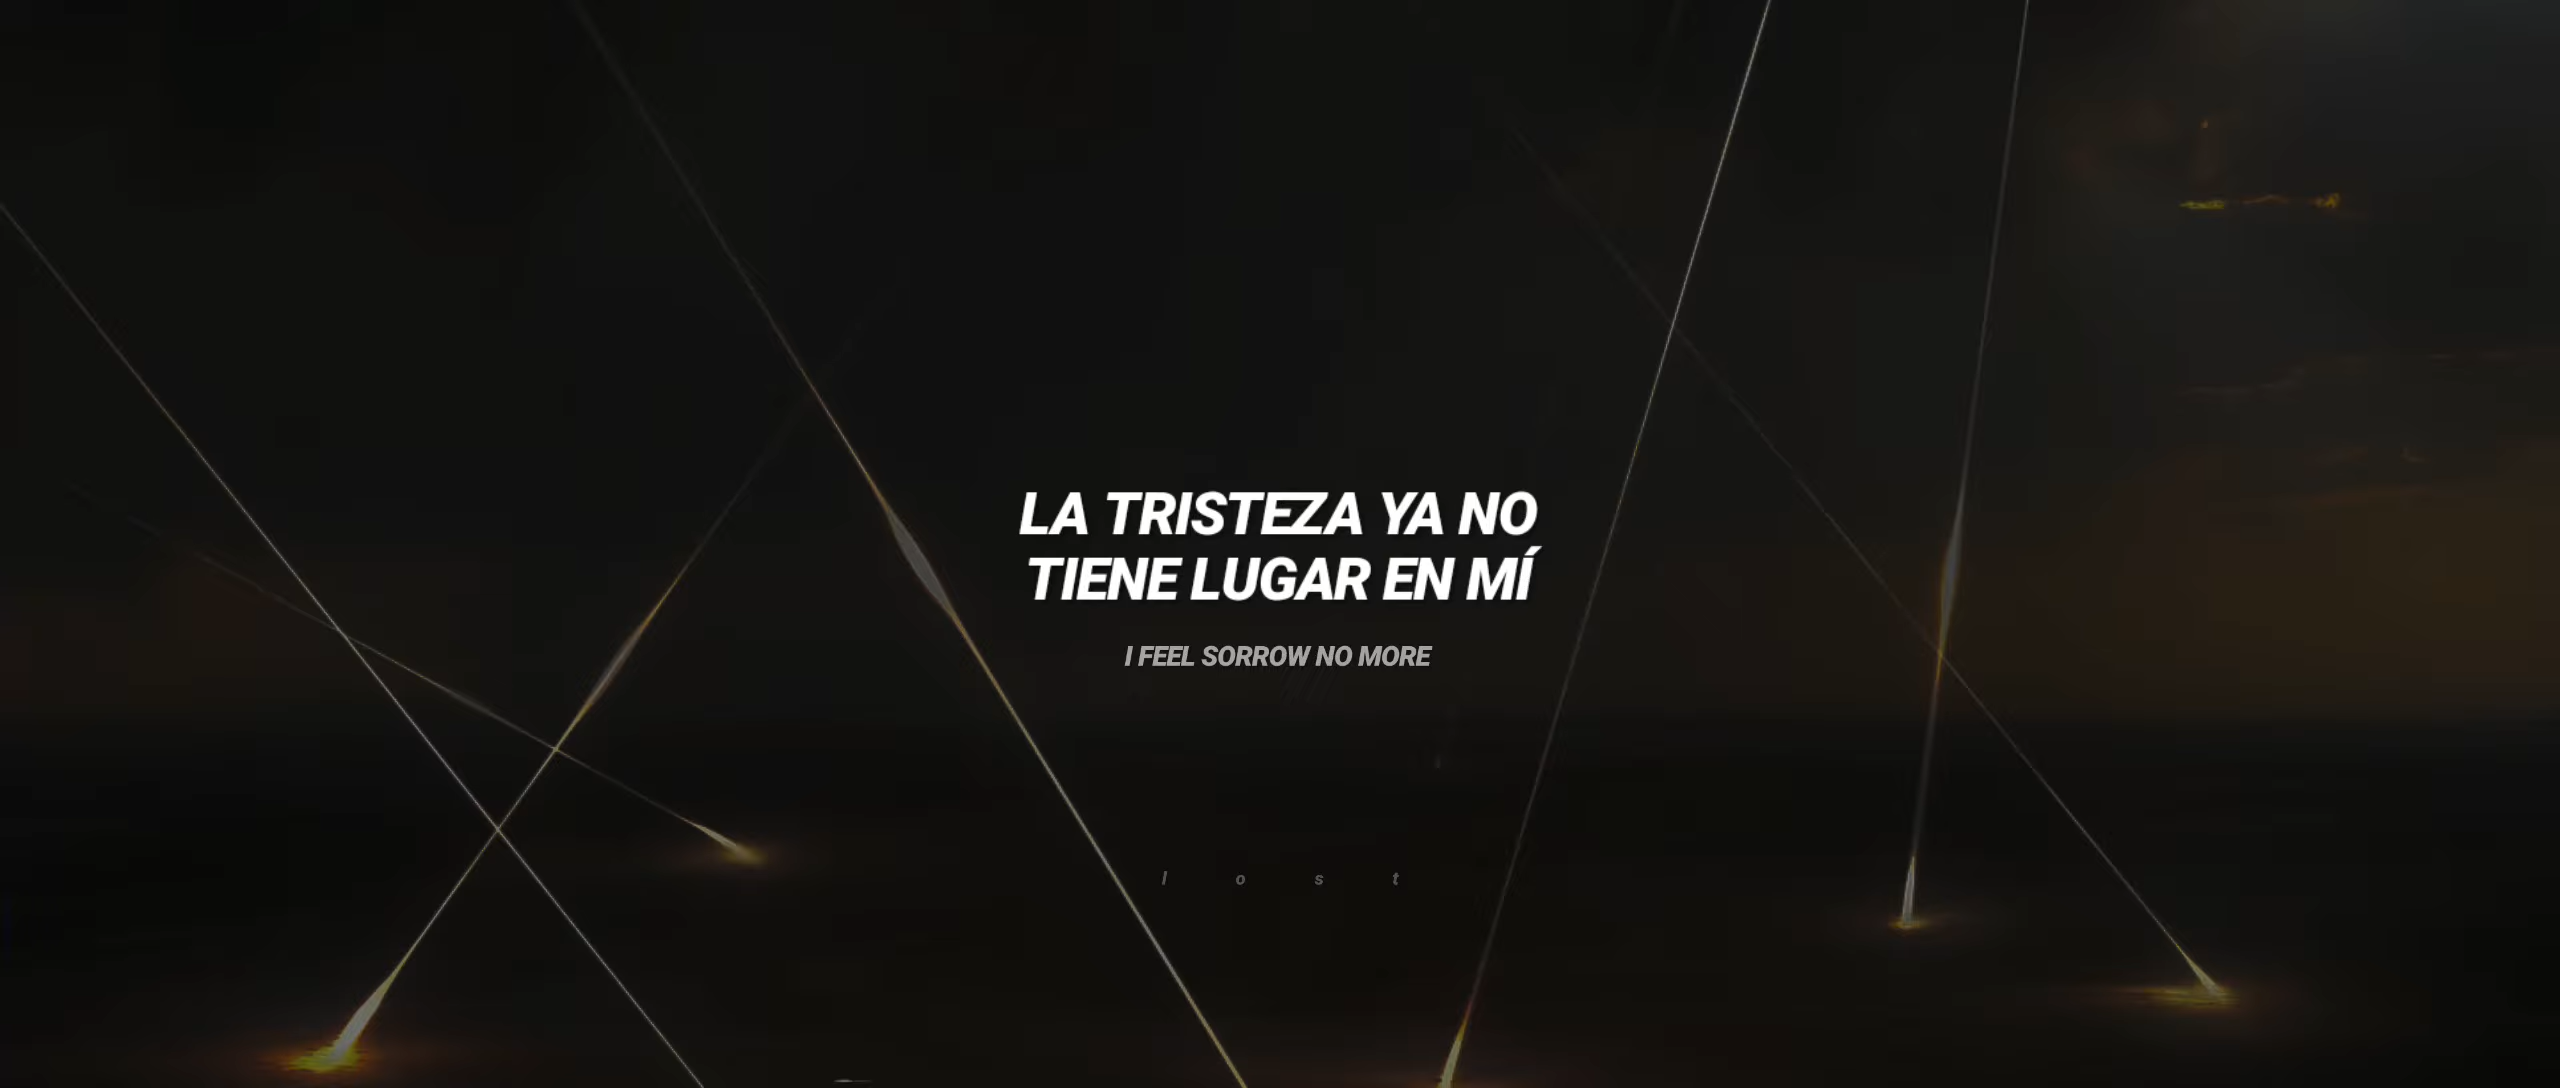 LA TRISTEZA YA NO
TIENE LUGAR EN MÍ
I FEEL SORROW NO MORE
l o s t